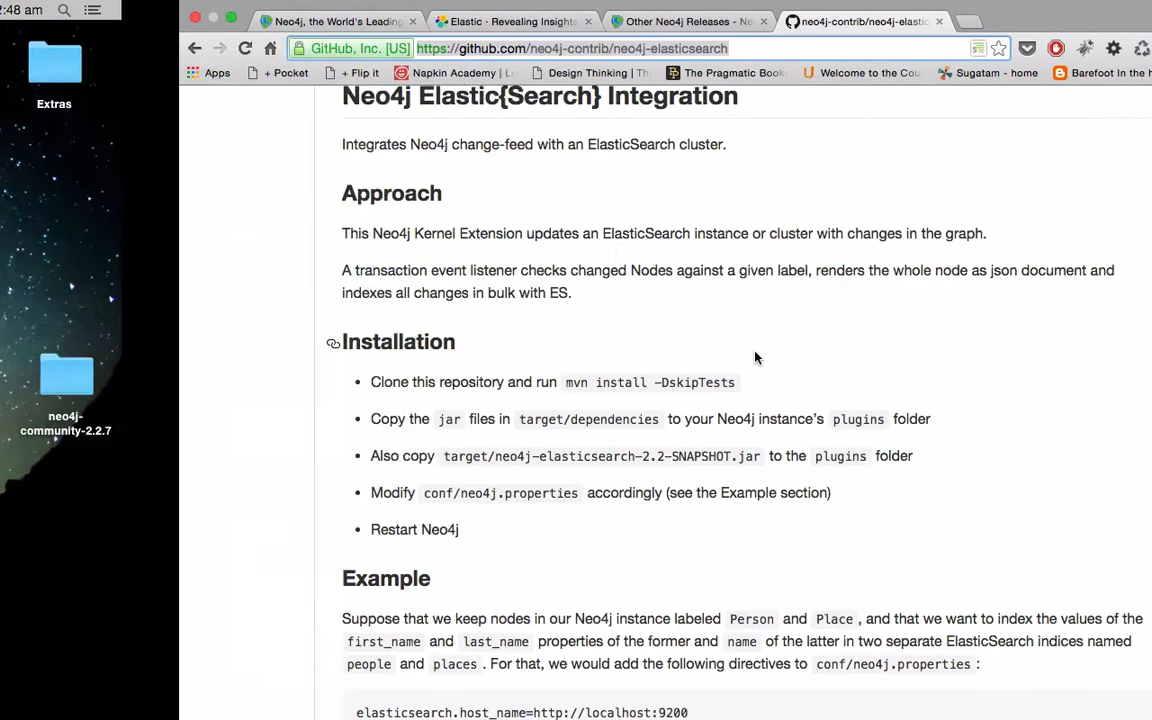 2:48 am
Neo4j, the World's Leading
Elastic · Revealing Insights
Other Neo4j Releases - Ne
neo4j-contrib/neo4j-elastic
GitHub, Inc. [US] https://github.com/neo4j-contrib/neo4j-elasticsearch
Apps + Pocket + Flip it Napkin Academy | L Design Thinking | Th The Pragmatic Book Welcome to the Cou Sugatam - home Barefoot In the h
Extras
neo4j-
community-2.2.7
Neo4j Elastic{Search} Integration
Integrates Neo4j change-feed with an ElasticSearch cluster.
Approach
This Neo4j Kernel Extension updates an ElasticSearch instance or cluster with changes in the graph.
A transaction event listener checks changed Nodes against a given label, renders the whole node as json document and
indexes all changes in bulk with ES.
Installation
• Clone this repository and run mvn install -DskipTests
• Copy the jar files in target/dependencies to your Neo4j instance's plugins folder
• Also copy target/neo4j-elasticsearch-2.2-SNAPSHOT.jar to the plugins folder
• Modify conf/neo4j.properties accordingly (see the Example section)
• Restart Neo4j
Example
Suppose that we keep nodes in our Neo4j instance labeled Person and Place , and that we want to index the values of the
first_name and last_name properties of the former and name of the latter in two separate ElasticSearch indices named
people and places . For that, we would add the following directives to conf/neo4j.properties :
elasticsearch.host_name=http://localhost:9200